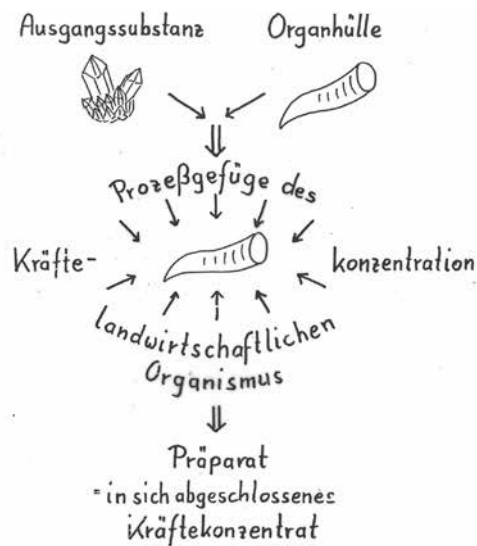 Ausgangssubstanz
Organhülle
Prozeßgefüge des
Kräfte-
konzentration
landwirtschaftlichen
Organismus
Präparat
= in sich abgeschlossenes
Kräftekonzentrat